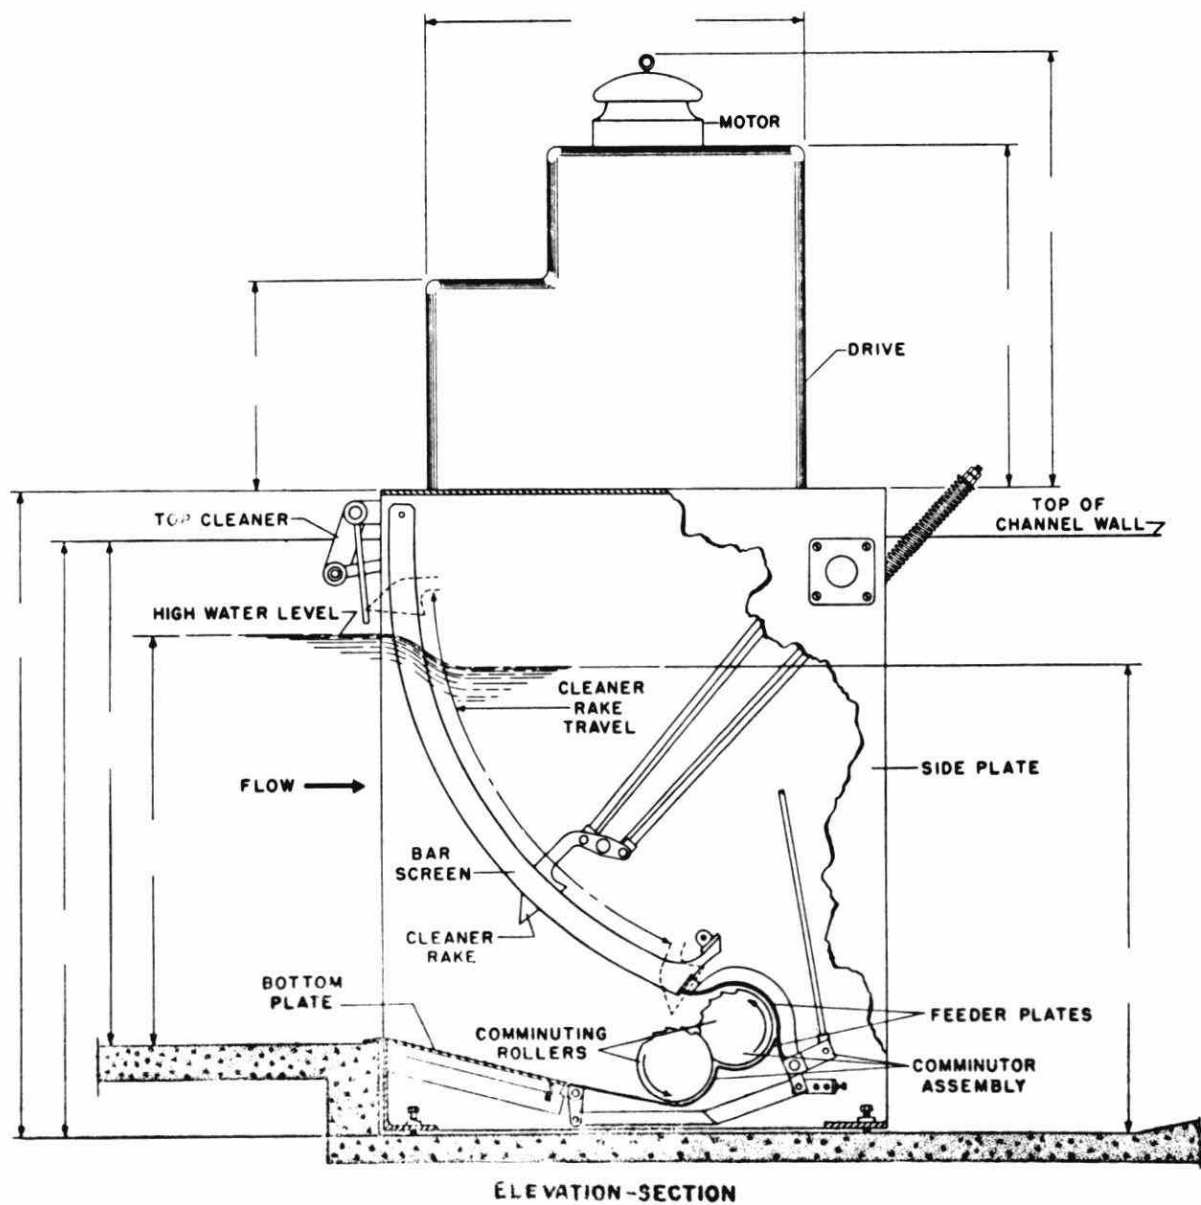 MOTOR
DRIVE
TOP CLEANER
TOP OF
CHANNEL WALL
HIGH WATER LEVEL
CLEANER
RAKE
TRAVEL
FLOW
SIDE PLATE
BAR
SCREEN
CLEANER
RAKE
BOTTOM
PLATE
COMMINUTING
ROLLERS
FEEDER PLATES
COMMINUTOR
ASSEMBLY
ELEVATION-SECTION